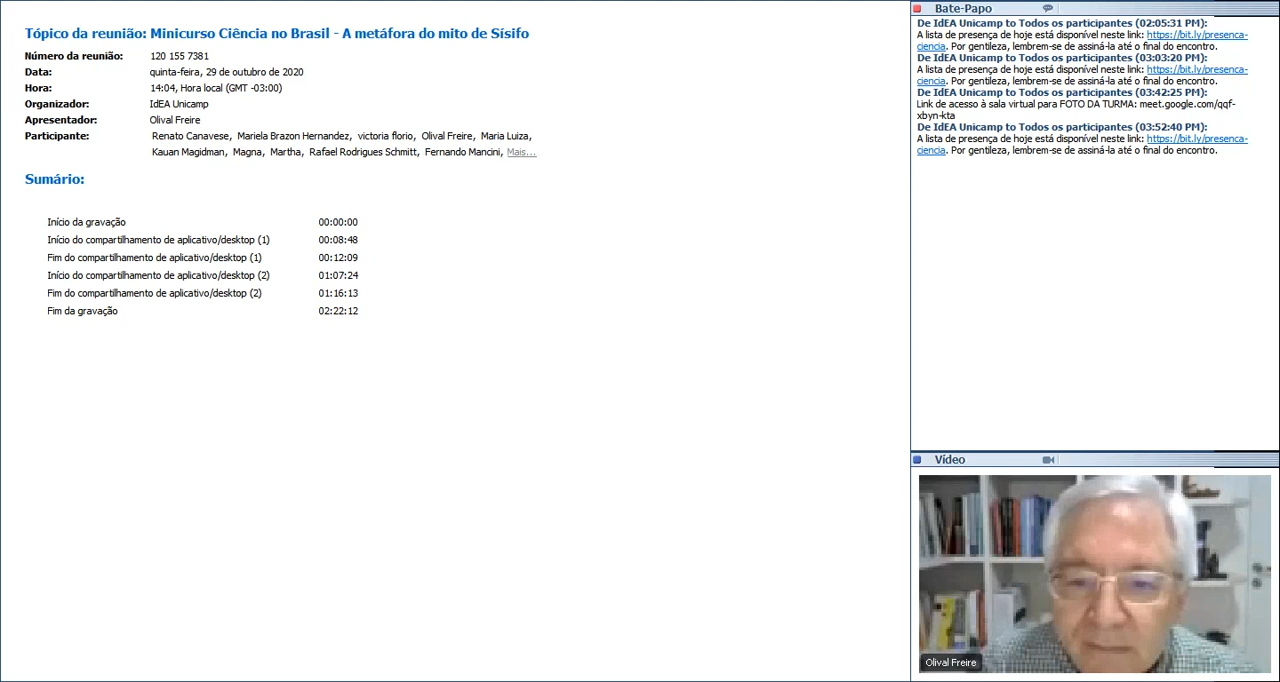 Tópico da reunião: Minicurso Ciência no Brasil - A metáfora do mito de Sísifo
Número da reunião: 120 155 7381
Data: quinta-feira, 29 de outubro de 2020
Hora: 14:04, Hora local (GMT -03:00)
Organizador: IdEA Unicamp
Apresentador: Olival Freire
Participante: Renato Canavese, Mariela Brazon Hernandez, victoria florio, Olival Freire, Maria Luiza,
Kauan Magidman, Magna, Martha, Rafael Rodrigues Schmitt, Fernando Mancini, Mais...
Sumário:
Início da gravação 00:00:00
Início do compartilhamento de aplicativo/desktop (1) 00:08:48
Fim do compartilhamento de aplicativo/desktop (1) 00:12:09
Início do compartilhamento de aplicativo/desktop (2) 01:07:24
Fim do compartilhamento de aplicativo/desktop (2) 01:16:13
Fim da gravação 02:22:12
Bate-Papo
De IdEA Unicamp to Todos os participantes (02:05:31 PM):
A lista de presença de hoje está disponível neste link: https://bit.ly/presenca-
ciencia. Por gentileza, lembrem-se de assiná-la até o final do encontro.
De IdEA Unicamp to Todos os participantes (03:03:20 PM):
A lista de presença de hoje está disponível neste link: https://bit.ly/presenca-
ciencia. Por gentileza, lembrem-se de assiná-la até o final do encontro.
De IdEA Unicamp to Todos os participantes (03:42:25 PM):
Link de acesso à sala virtual para FOTO DA TURMA: meet.google.com/qqf-
xbyn-kta
De IdEA Unicamp to Todos os participantes (03:52:40 PM):
A lista de presença de hoje está disponível neste link: https://bit.ly/presenca-
ciencia. Por gentileza, lembrem-se de assiná-la até o final do encontro.
Vídeo
Olival Freire